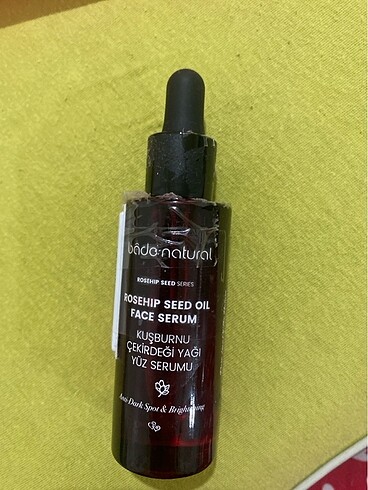 bâde natural
ROSEHIP SEED SERIES
ROSEHIP SEED OIL
FACE SERUM
KUŞBURNU
ÇEKİRDEĞİ YAĞI
YÜZ SERUMU
Anti-Dark Spot & Brightening